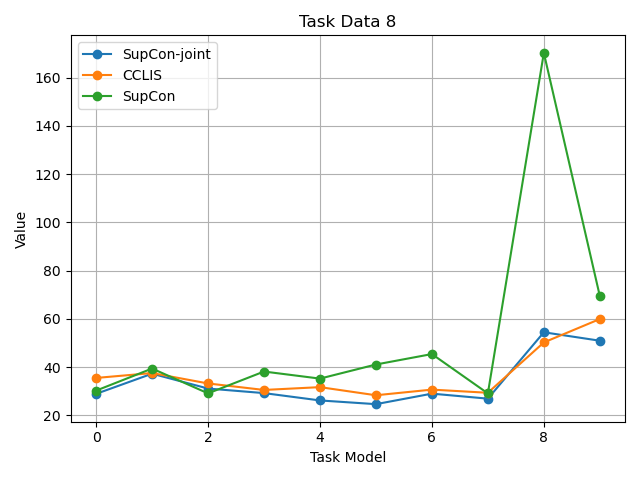 Task Data 8
SupCon-joint
CCLIS
SupCon
Value
160
140
120
100
80
60
40
20
0 2 4 6 8
Task Model